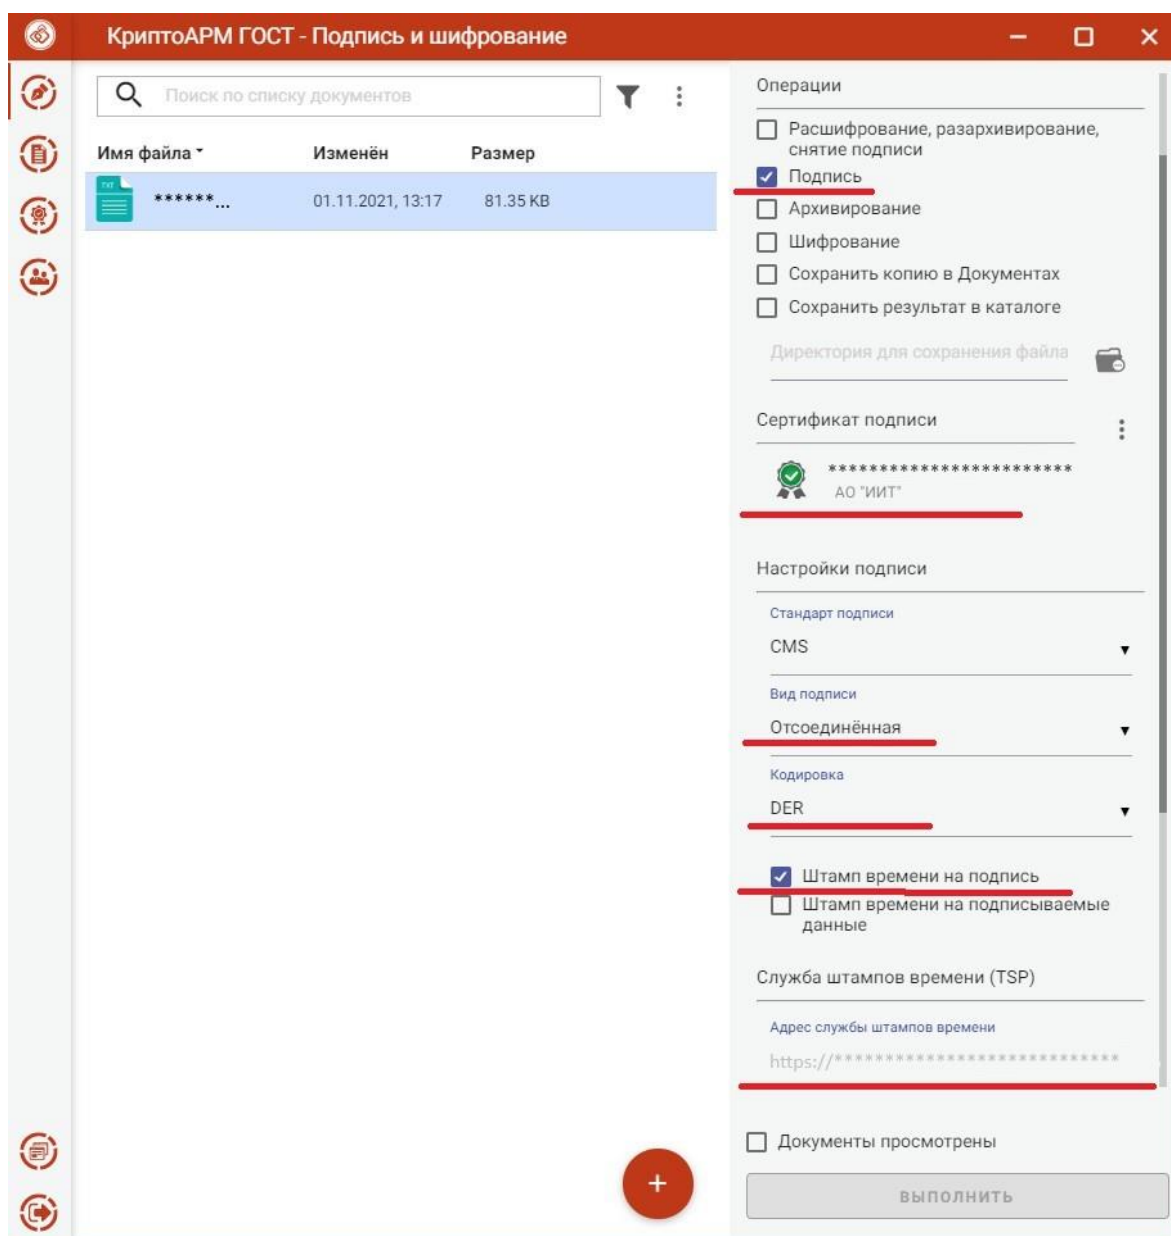 КриптоАРМ ГОСТ - Подпись и шифрование
Поиск по списку документов
Имя файла Изменён Размер
TXT ******... 01.11.2021, 13:17 81.35 KB
Операции
Расшифрование, разархивирование,
снятие подписи
Подпись
Архивирование
Шифрование
Сохранить копию в Документах
Сохранить результат в каталоге
Директория для сохранения файла
Сертификат подписи
************************
АО "ИИТ"
Настройки подписи
Стандарт подписи
CMS
Вид подписи
Отсоединённая
Кодировка
DER
Штамп времени на подпись
Штамп времени на подписываемые
данные
Служба штампов времени (TSP)
Адрес службы штампов времени
https://****************************
Документы просмотрены
ВЫПОЛНИТЬ